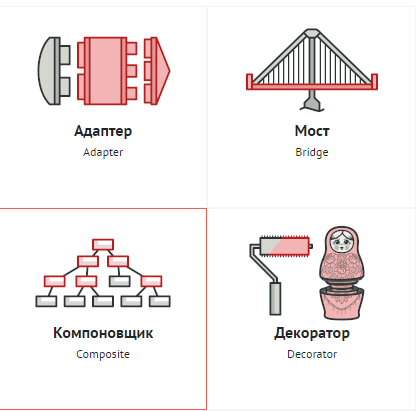 Адаптер
Adapter
Мост
Bridge
Компоновщик
Composite
Декоратор
Decorator